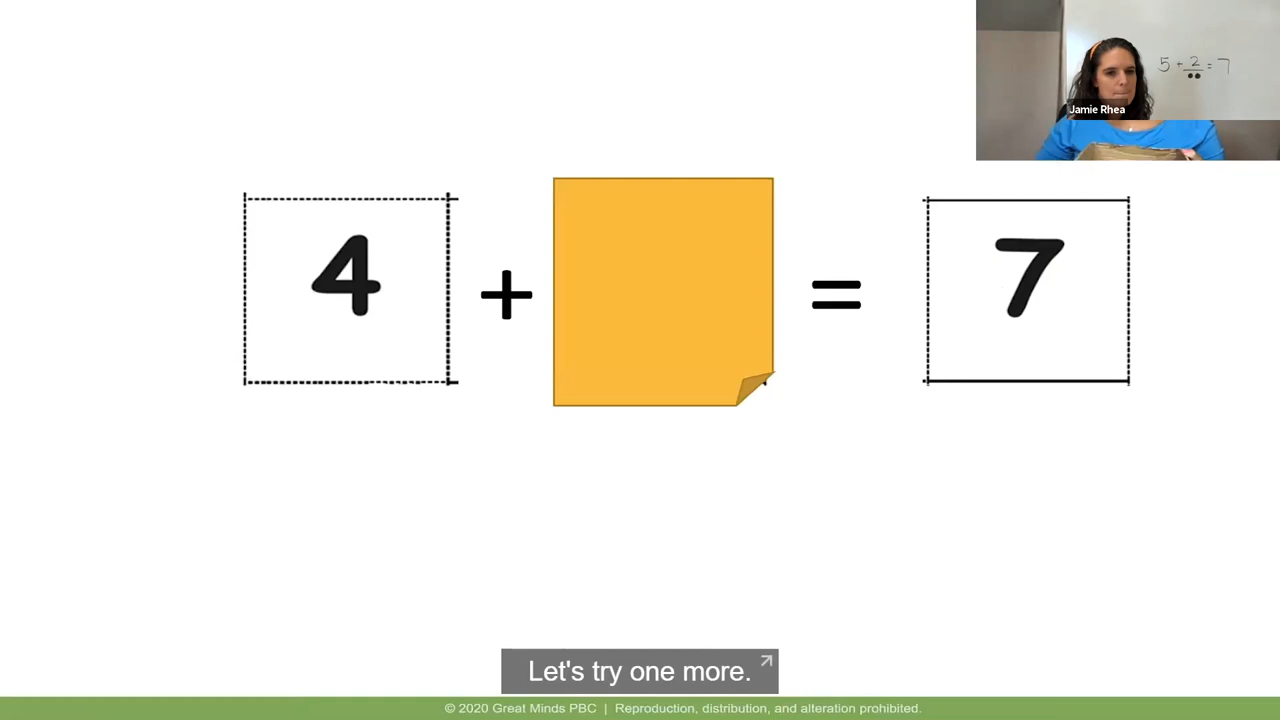 5 + 2 = 7
Jamie Rhea
4 + = 7
Let's try one more.
© 2020 Great Minds PBC | Reproduction, distribution, and alteration prohibited.